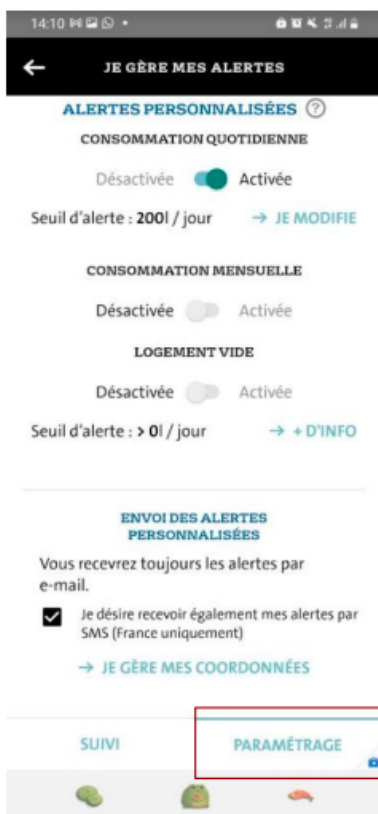 14:10
JE GÈRE MES ALERTES
ALERTES PERSONNALISÉES ?
CONSOMMATION QUOTIDIENNE
Désactivée Activée
Seuil d'alerte : 200l / jour → JE MODIFIE
CONSOMMATION MENSUELLE
Désactivée Activée
LOGEMENT VIDE
Désactivée Activée
Seuil d'alerte : > 0l / jour → + D'INFO
ENVOI DES ALERTES
PERSONNALISÉES
Vous recevrez toujours les alertes par
e-mail.
Je désire recevoir également mes alertes par
SMS (France uniquement)
→ JE GÈRE MES COORDONNÉES
SUIVI PARAMÉTRAGE